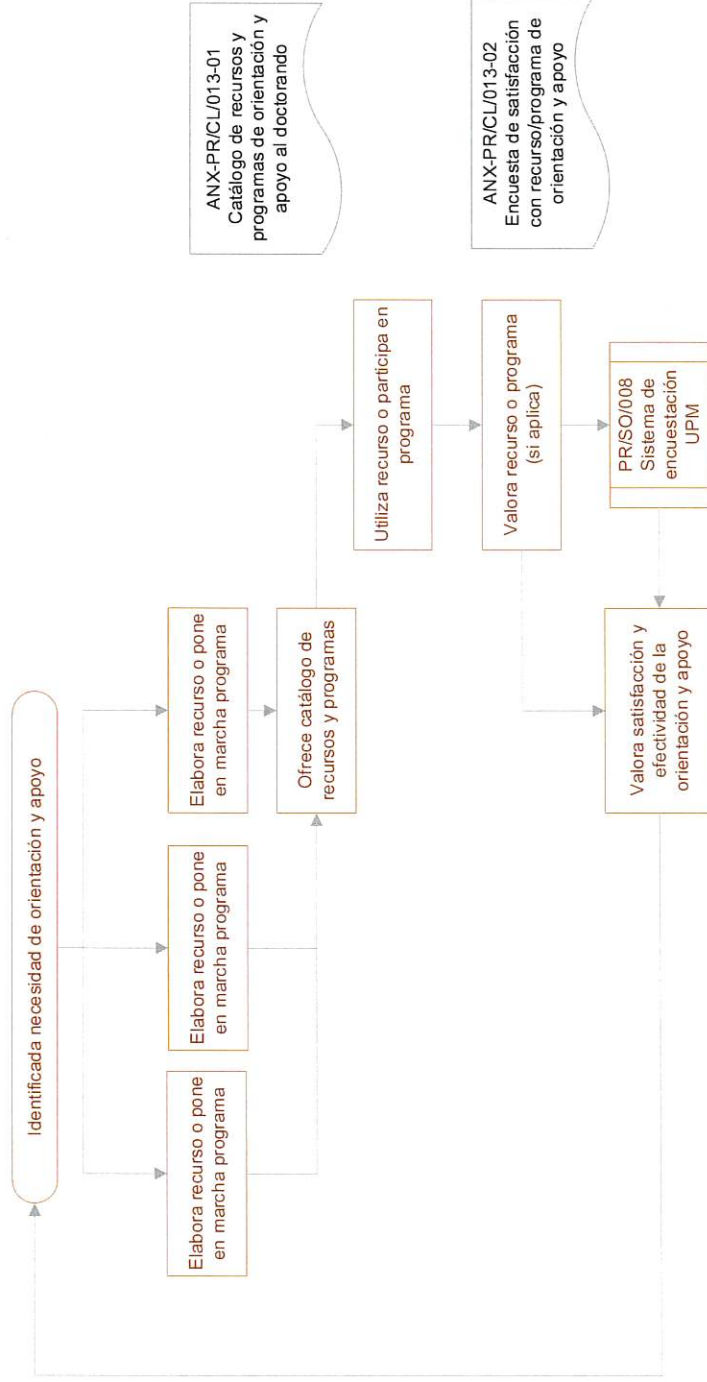 Identificada necesidad de orientación y apoyo
Elabora recurso o pone
en marcha programa
Elabora recurso o pone
en marcha programa
Elabora recurso o pone
en marcha programa
ANX-PR/CL/013-01
Catálogo de recursos y
programas de orientación y
apoyo al doctorando
Ofrece catálogo de
recursos y programas
Utiliza recurso o participa en
programa
Valora recurso o programa
(si aplica)
ANX-PR/CL/013-02
Encuesta de satisfacción
con recurso/programa de
orientación y apoyo
Valora satisfacción y
efectividad de la
orientación y apoyo
PR/SO/008
Sistema de
encuestación
UPM